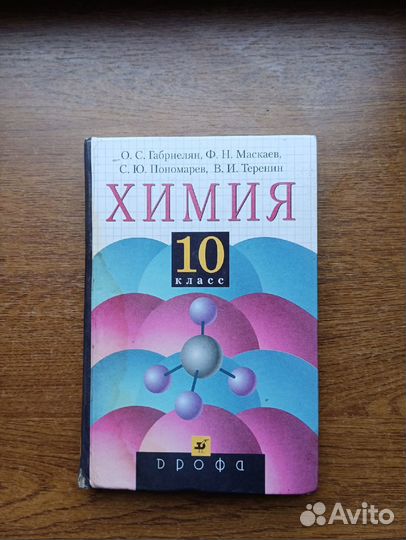 О. С. Габриелян, Ф. Н. Маскаев,
С. Ю. Пономарев, В. И. Теренин
ХИМИЯ
10
класс
дрофа
Avito